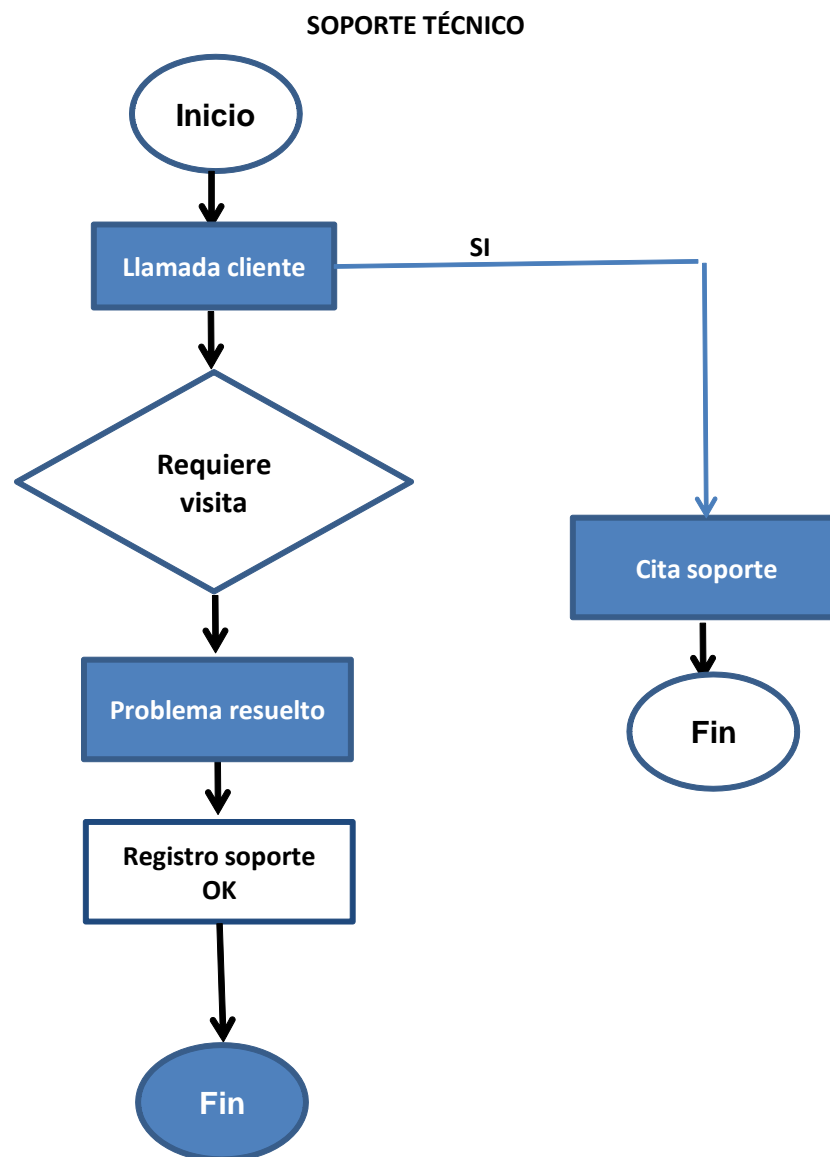 SOPORTE TÉCNICO
Inicio
Llamada cliente
SI
Requiere
visita
Cita soporte
Problema resuelto
Fin
Registro soporte
OK
Fin